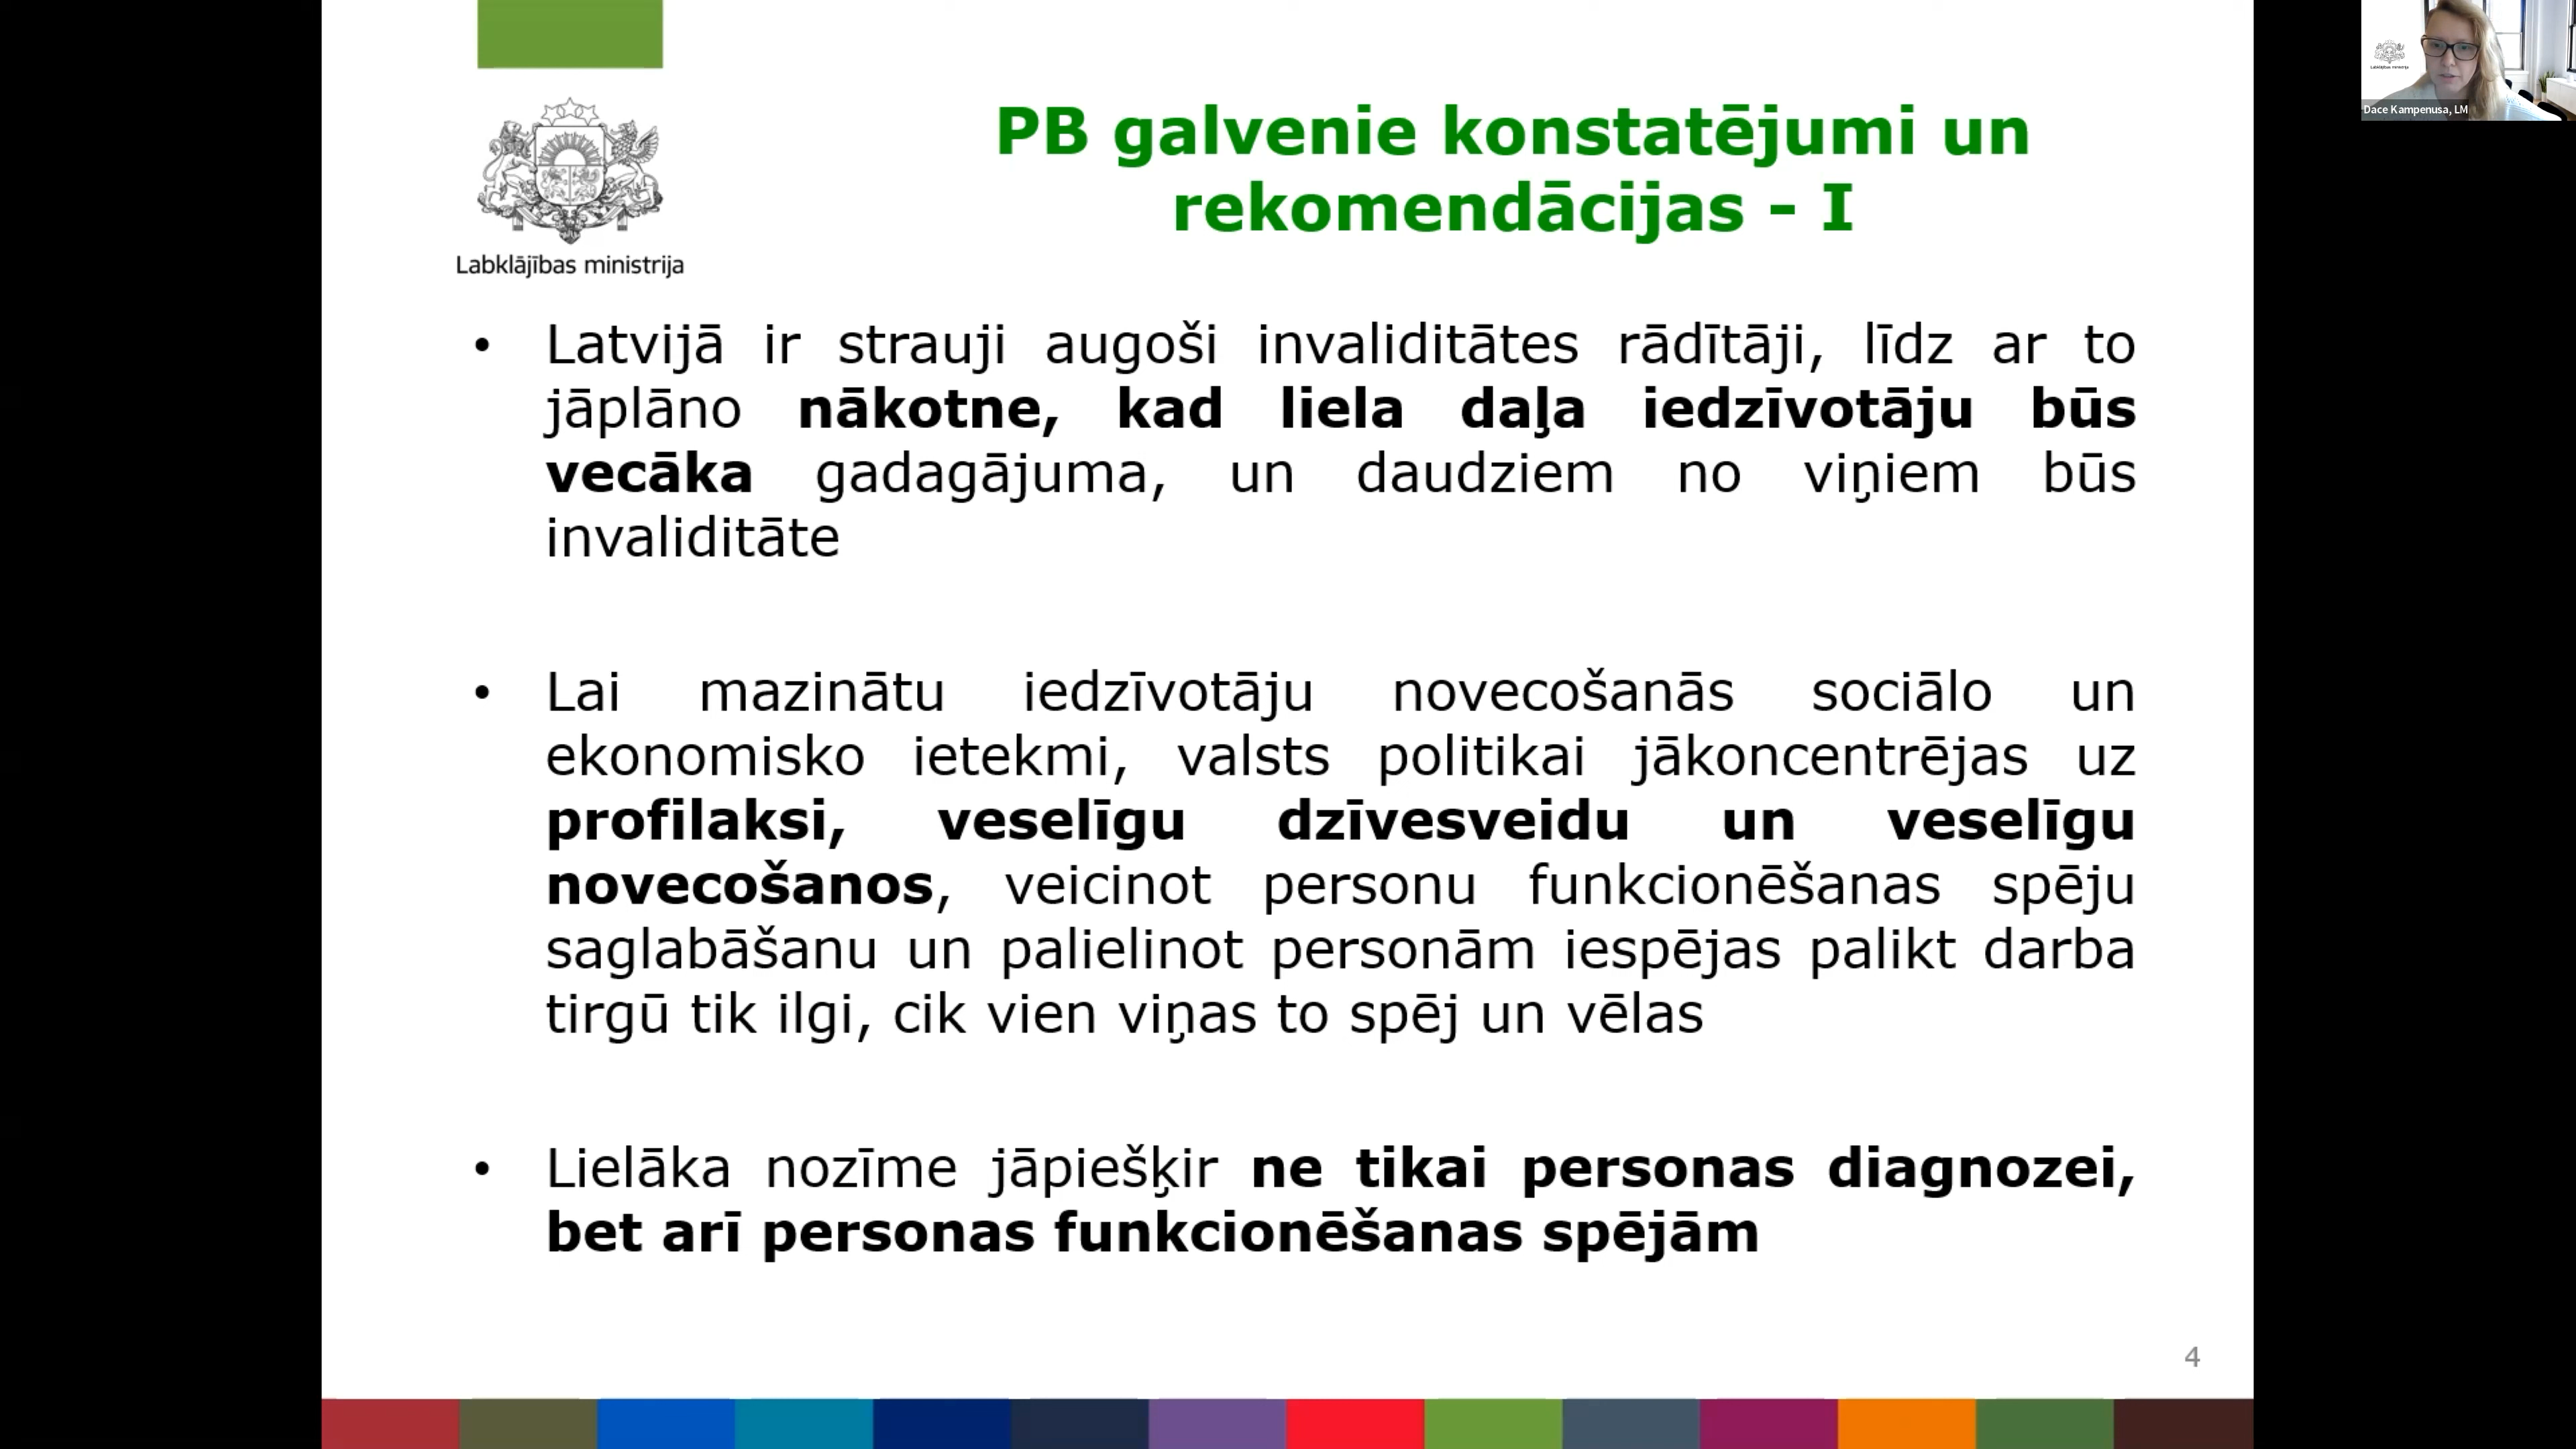 PB galvenie konstatējumi un
rekomendācijas - I
Labklājības ministrija
• Latvijā ir strauji augoši invaliditātes rādītāji, līdz ar to
jāplāno nākotne, kad liela daļa iedzīvotāju būs
vecāka gadagājuma, un daudziem no viņiem būs
invaliditāte
• Lai mazinātu iedzīvotāju novecošanās sociālo un
ekonomisko ietekmi, valsts politikai jākoncentrējas uz
profilaksi, veselīgu dzīvesveidu un veselīgu
novecošanos, veicinot personu funkcionēšanas spēju
saglabāšanu un palielinot personām iespējas palikt darba
tirgū tik ilgi, cik vien viņas to spēj un vēlas
• Lielāka nozīme jāpiešķir ne tikai personas diagnozei,
bet arī personas funkcionēšanas spējām
4
Labklājības ministrija
Dace Kampenusa, LM